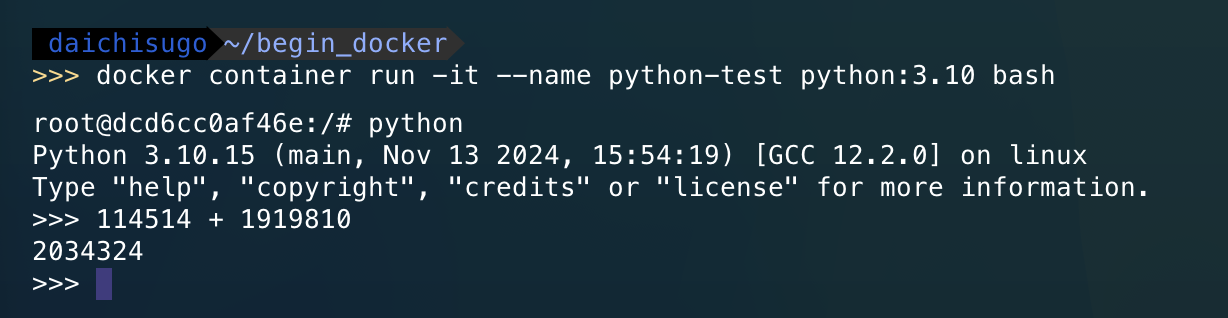 daichisugo ~/begin_docker
>>> docker container run -it --name python-test python:3.10 bash
root@dcd6cc0af46e:/# python
Python 3.10.15 (main, Nov 13 2024, 15:54:19) [GCC 12.2.0] on linux
Type "help", "copyright", "credits" or "license" for more information.
>>> 114514 + 1919810
2034324
>>>